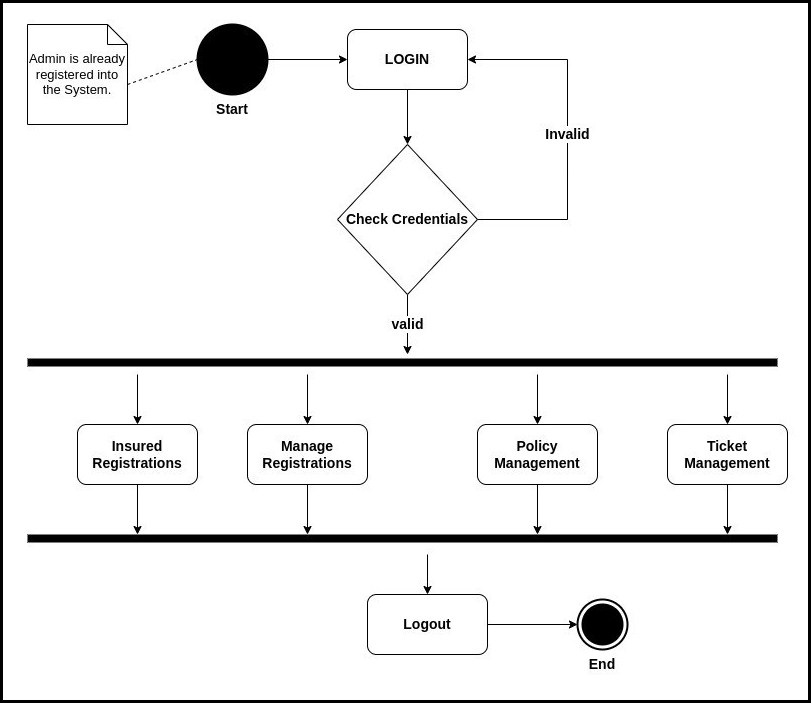 Admin is already
registered into
the System.
Start
LOGIN
Invalid
Check Credentials
valid
Insured
Registrations
Manage
Registrations
Policy
Management
Ticket
Management
Logout
End